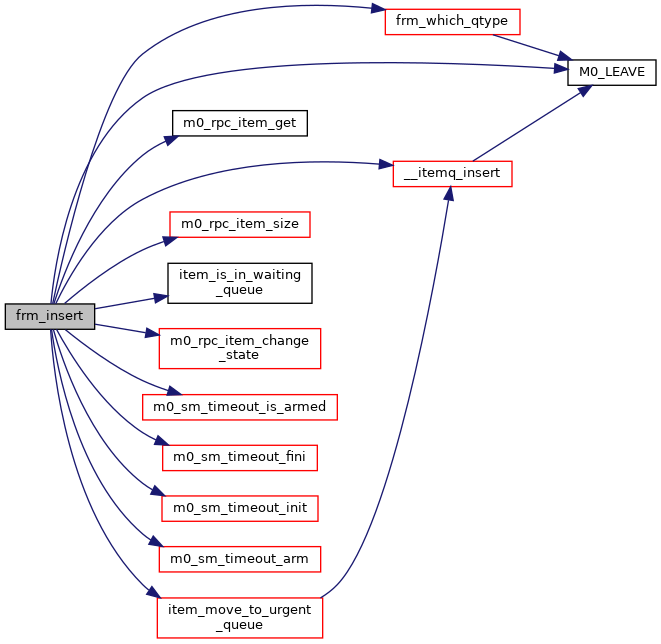 frm_which_qtype
M0_LEAVE
m0_rpc_item_get
__itemq_insert
m0_rpc_item_size
item_is_in_waiting
_queue
frm_insert
m0_rpc_item_change
_state
m0_sm_timeout_is_armed
m0_sm_timeout_fini
m0_sm_timeout_init
m0_sm_timeout_arm
item_move_to_urgent
_queue